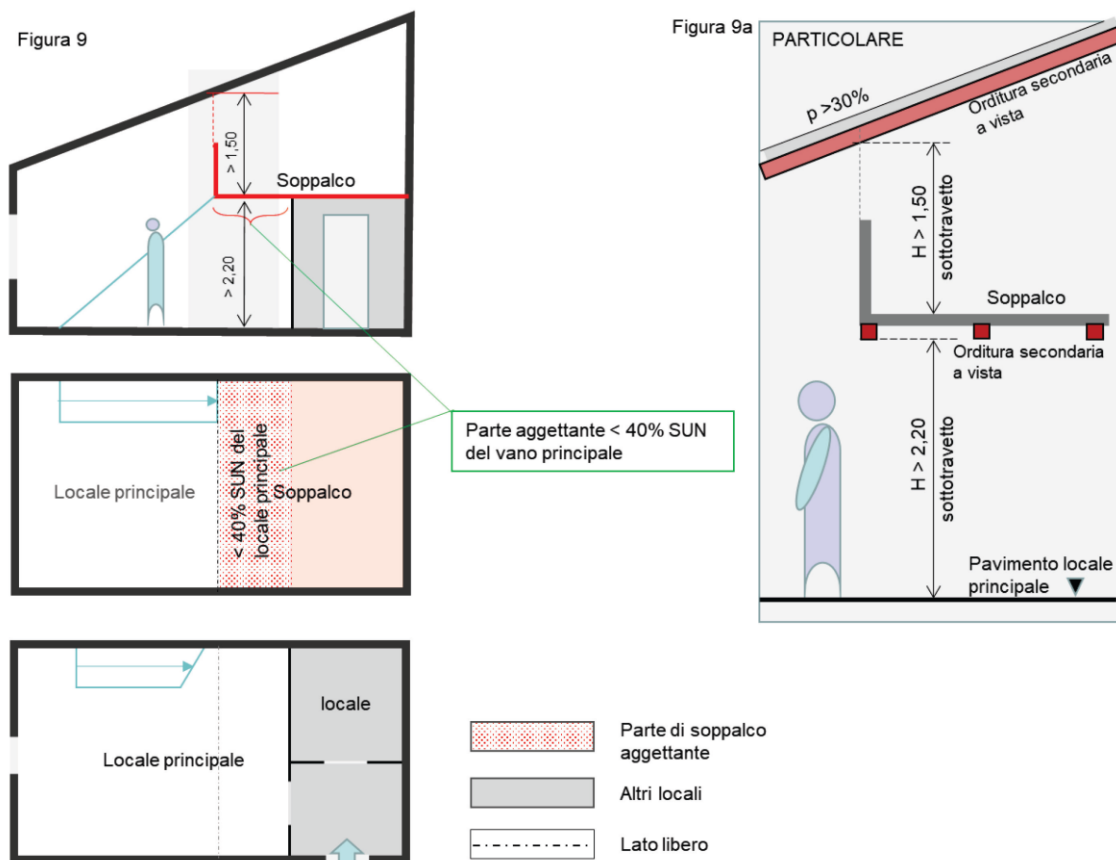 Figura 9
> 1,50
Soppalco
> 2,20
Locale principale
< 40% SUN del
locale principale
Soppalco
Parte aggettante < 40% SUN
del vano principale
Locale principale
locale
Parte di soppalco
aggettante
Altri locali
Lato libero
Figura 9a
PARTICOLARE
p >30%
Orditura secondaria
a vista
H > 1,50
sottotravetto
Soppalco
Orditura secondaria
a vista
H > 2,20
sottotravetto
Pavimento locale
principale